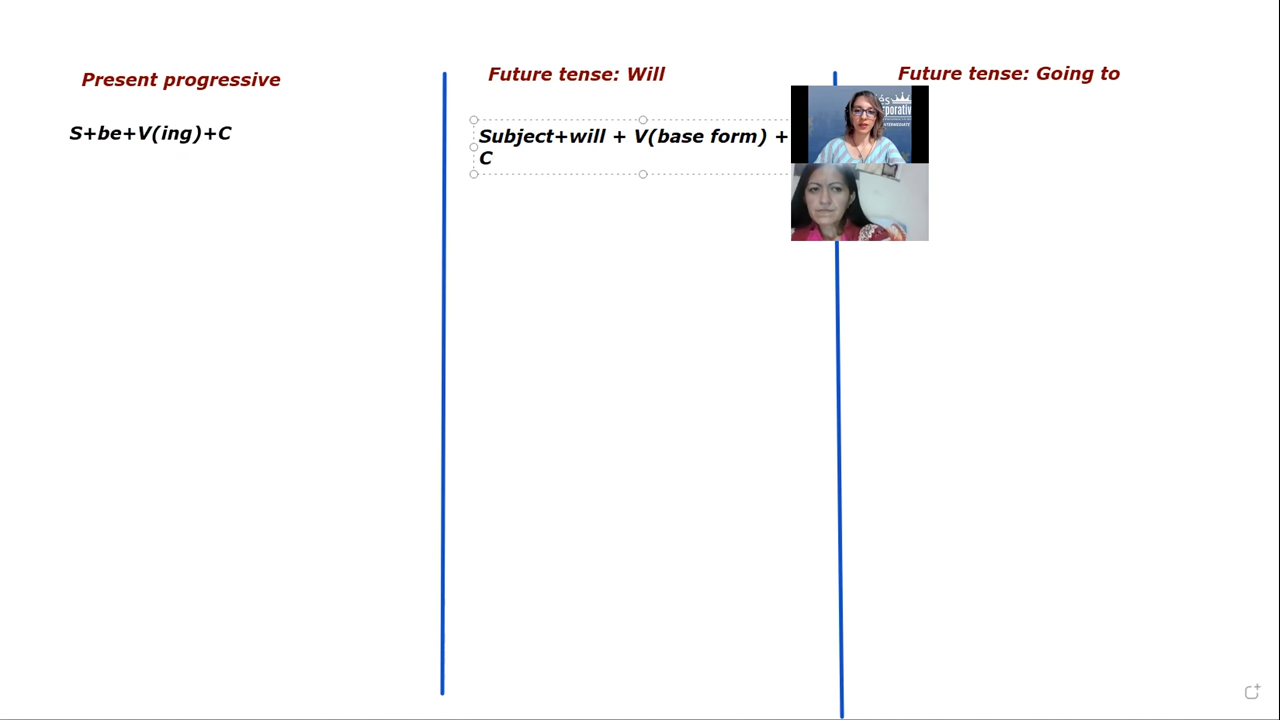 Present progressive
S+be+V(ing)+C
Future tense: Will
Subject+will + V(base form) +
C
Future tense: Going to